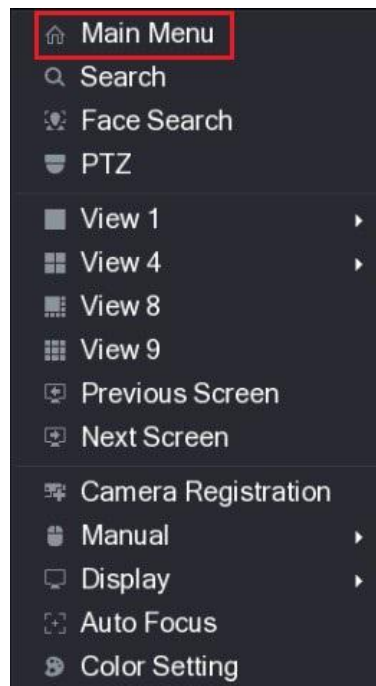 Main Menu
Search
Face Search
PTZ
View 1
View 4
View 8
View 9
Previous Screen
Next Screen
Camera Registration
Manual
Display
Auto Focus
Color Setting